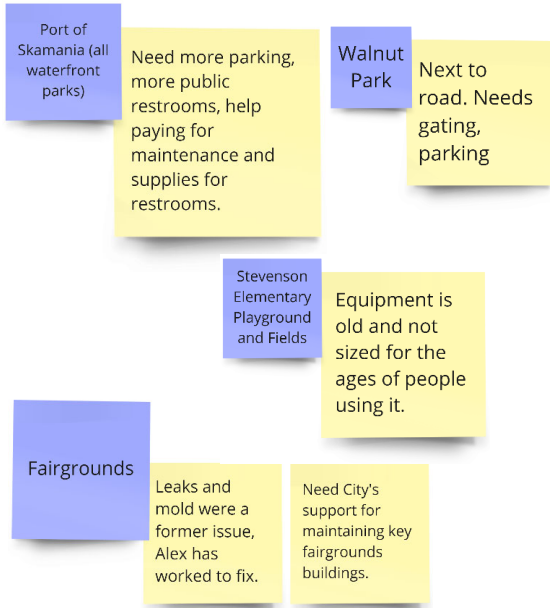 Port of
Skamania (all
waterfront
parks)
Need more parking,
more public
restrooms, help
paying for
maintenance and
supplies for
restrooms.
Walnut
Park
Next to
road. Needs
gating,
parking
Stevenson
Elementary
Playground
and Fields
Equipment is
old and not
sized for the
ages of people
using it.
Fairgrounds
Leaks and
mold were a
former issue,
Alex has
worked to fix.
Need City's
support for
maintaining key
fairgrounds
buildings.